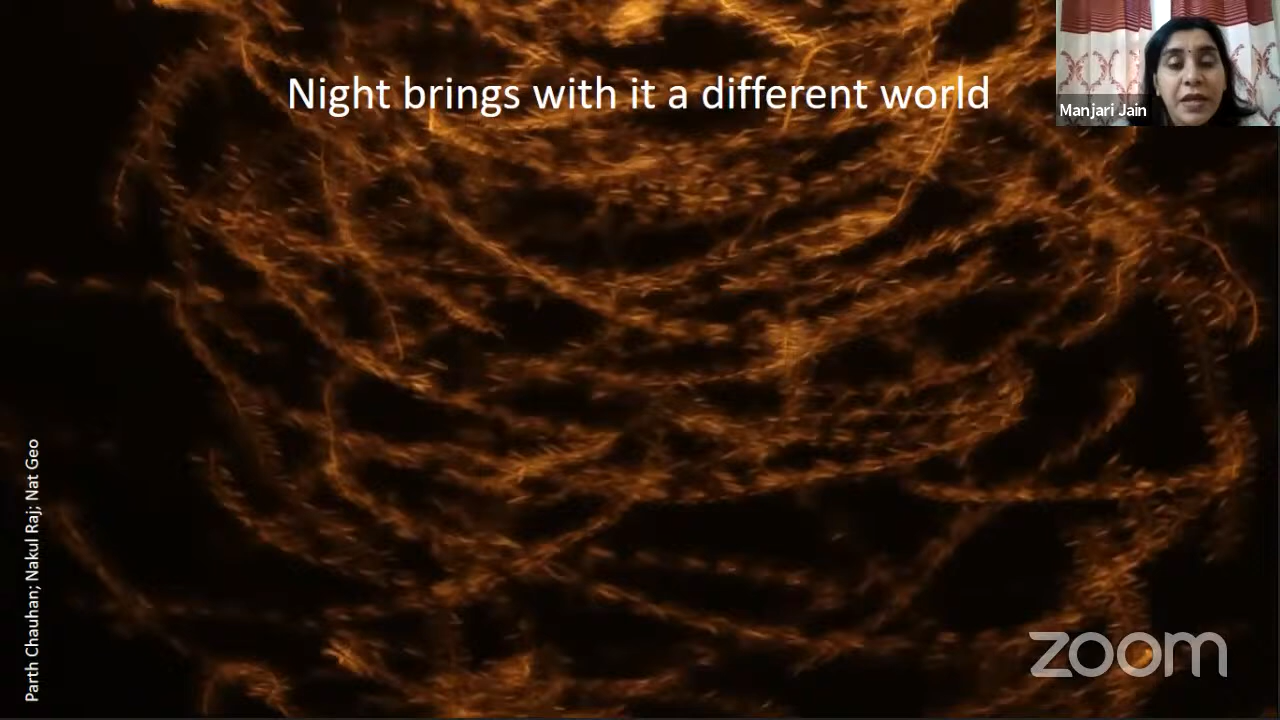 Night brings with it a different world
Manjari Jain
Parth Chauhan; Nakul Raj; Nat Geo
zoom